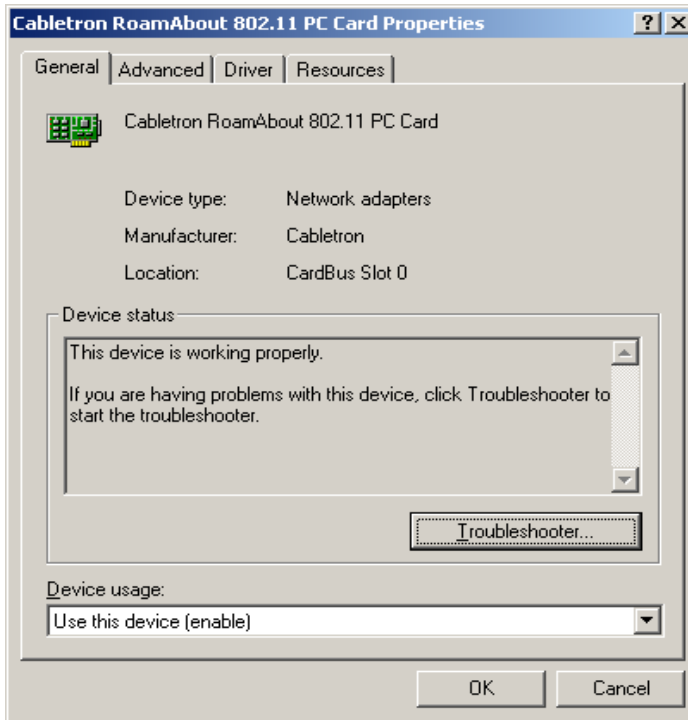 Cabletron RoamAbout 802.11 PC Card Properties
General Advanced Driver Resources
Cabletron RoamAbout 802.11 PC Card
Device type: Network adapters
Manufacturer: Cabletron
Location: CardBus Slot 0
Device status
This device is working properly.
If you are having problems with this device, click Troubleshooter to
start the troubleshooter.
Troubleshooter...
Device usage:
Use this device (enable)
OK Cancel